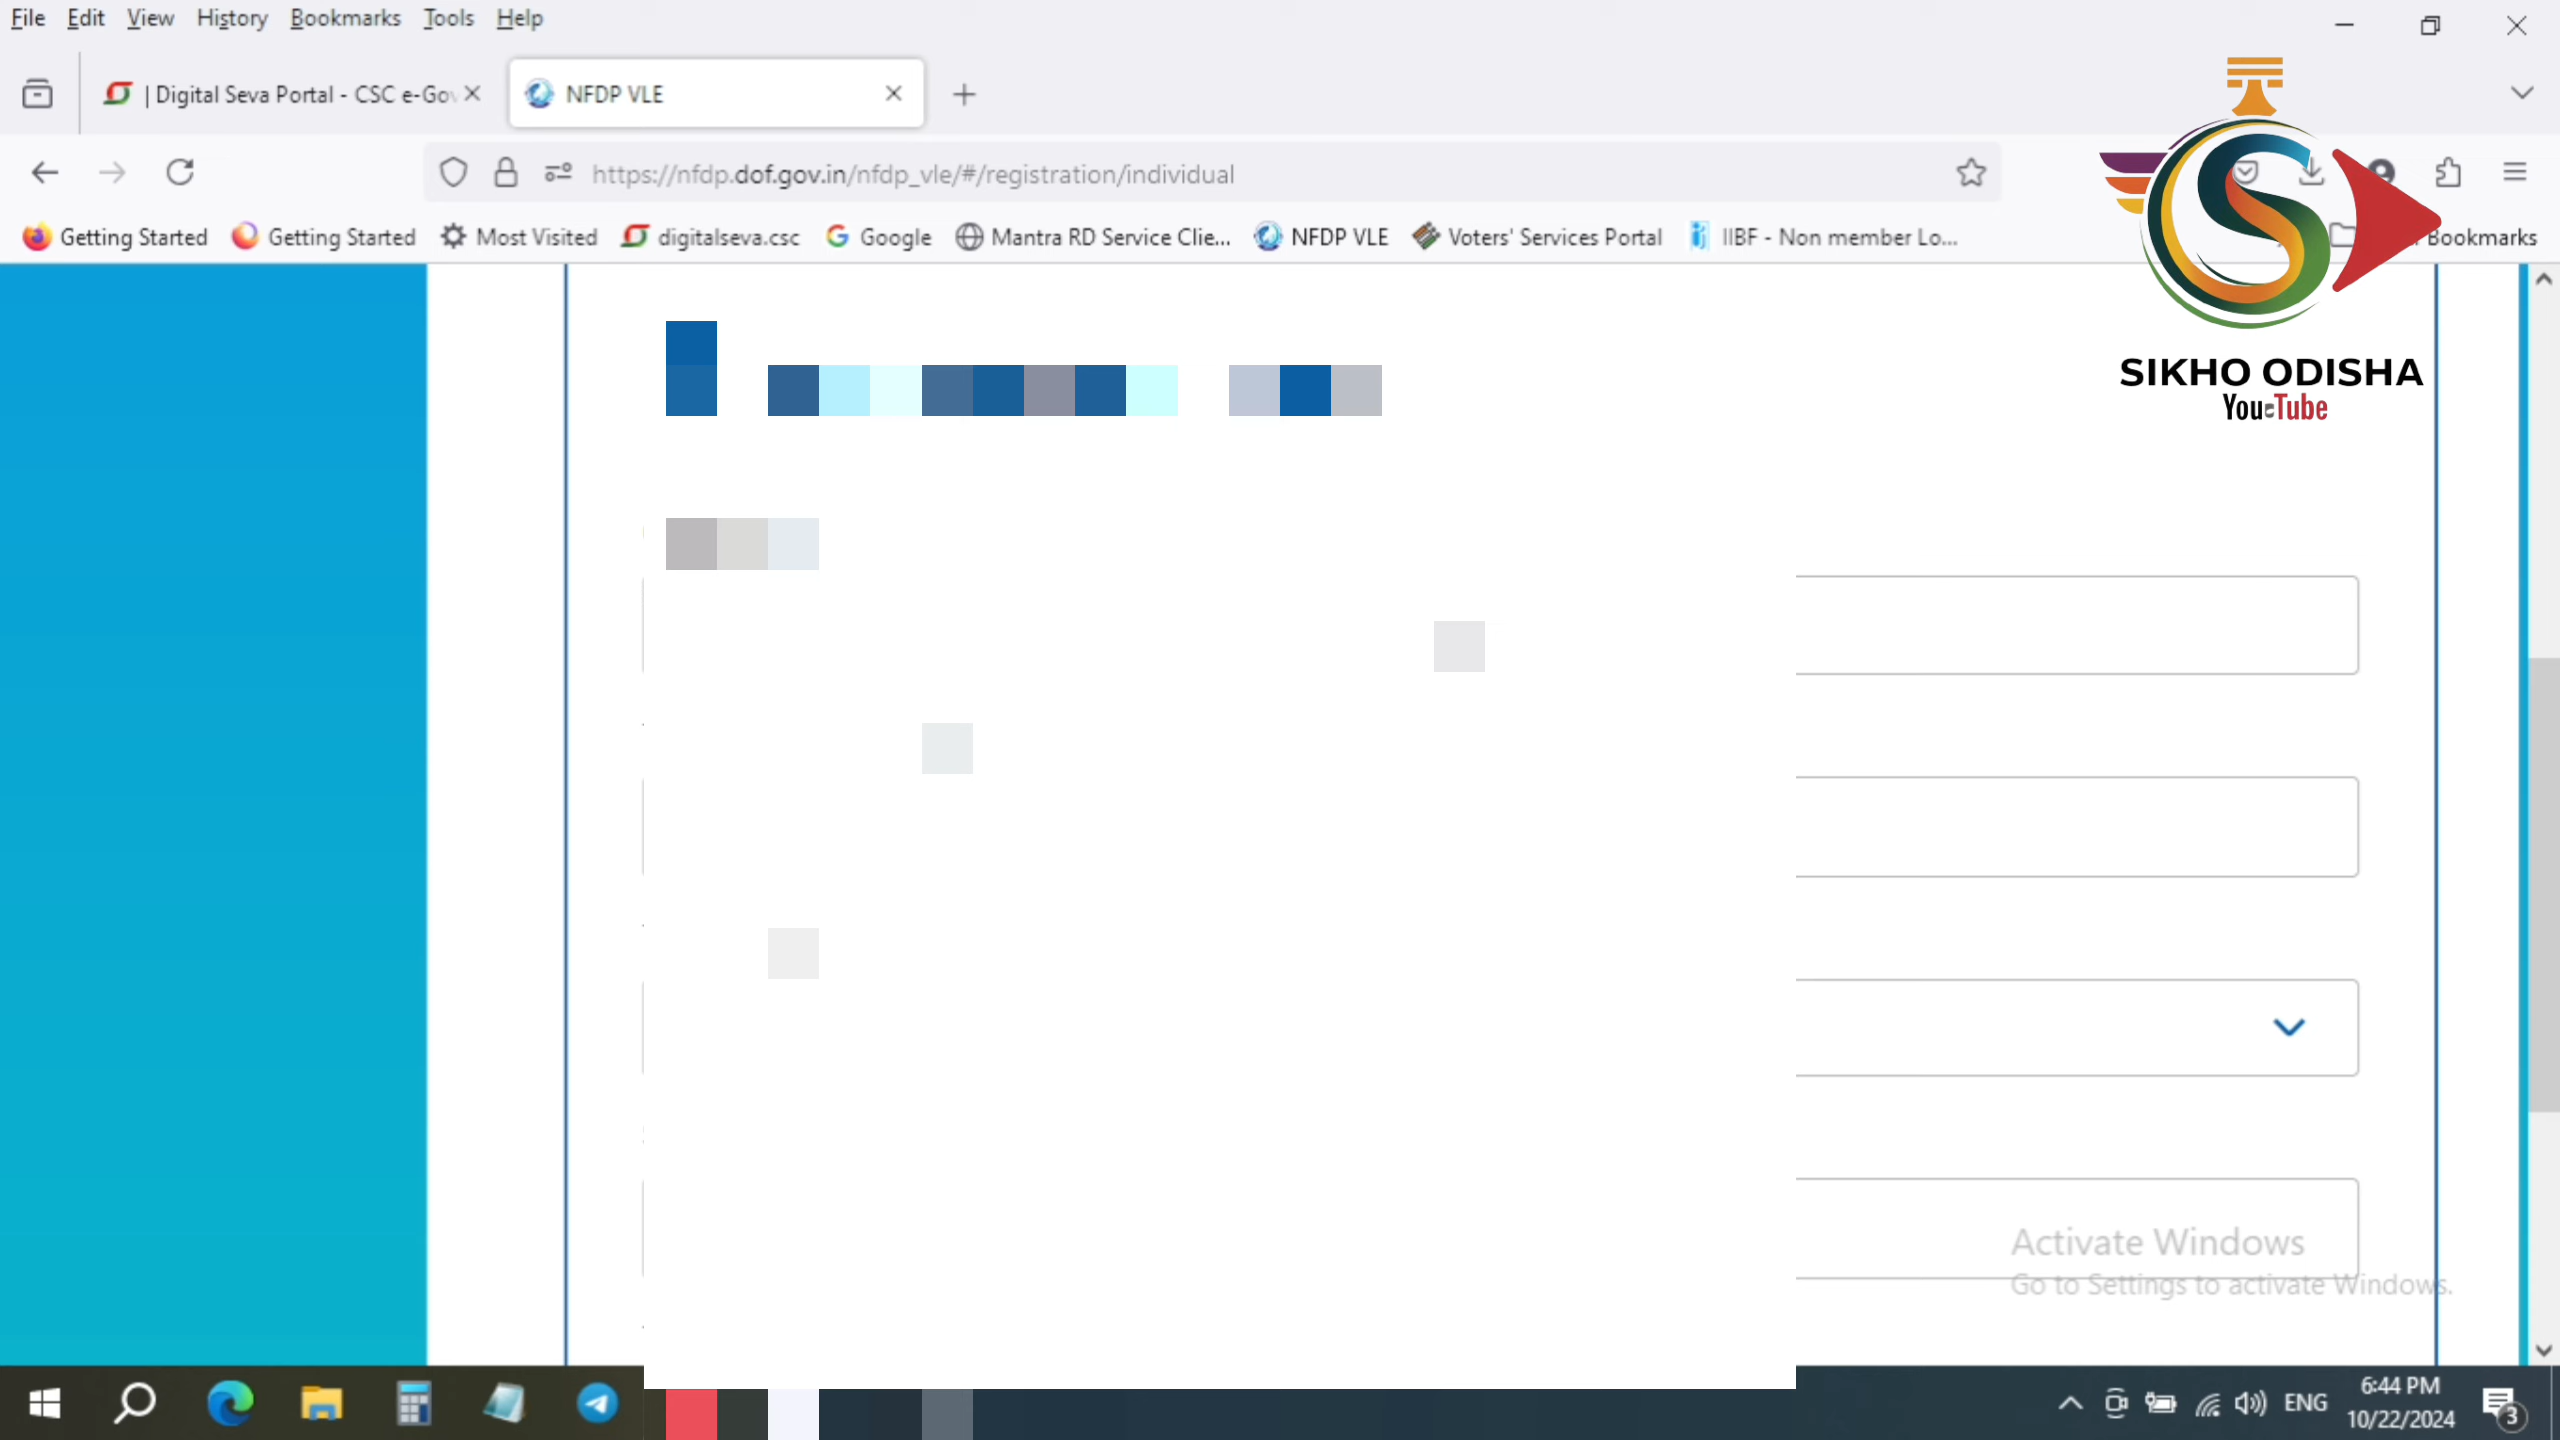 File Edit View History Bookmarks Tools Help
| Digital Seva Portal - CSC e-Gov
NFDP VLE
https://nfdp.dof.gov.in/nfdp_vle/#/registration/individual
Getting Started Getting Started Most Visited digitalseva.csc Google Mantra RD Service Clie... NFDP VLE Voters' Services Portal IIBF - Non member Lo... Bookmarks
SIKHO ODISHA
YouTube
Activate Windows
Go to Settings to activate Windows.
ENG
6:44 PM
10/22/2024
3